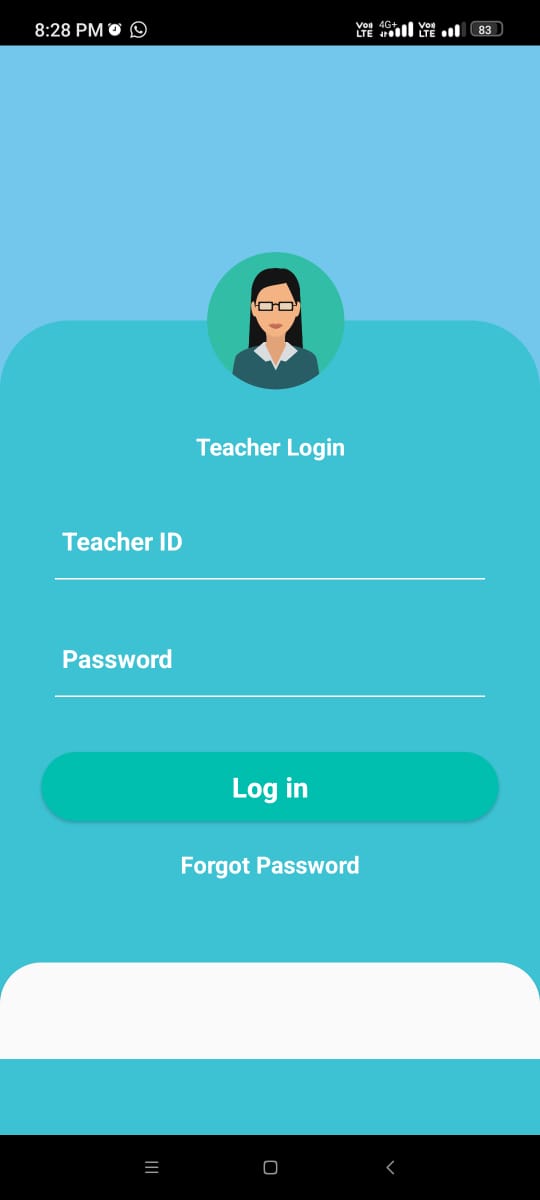 8:28 PM
Vo) LTE 4G+ Vo) LTE 83
Teacher Login
Teacher ID
Password
Log in
Forgot Password